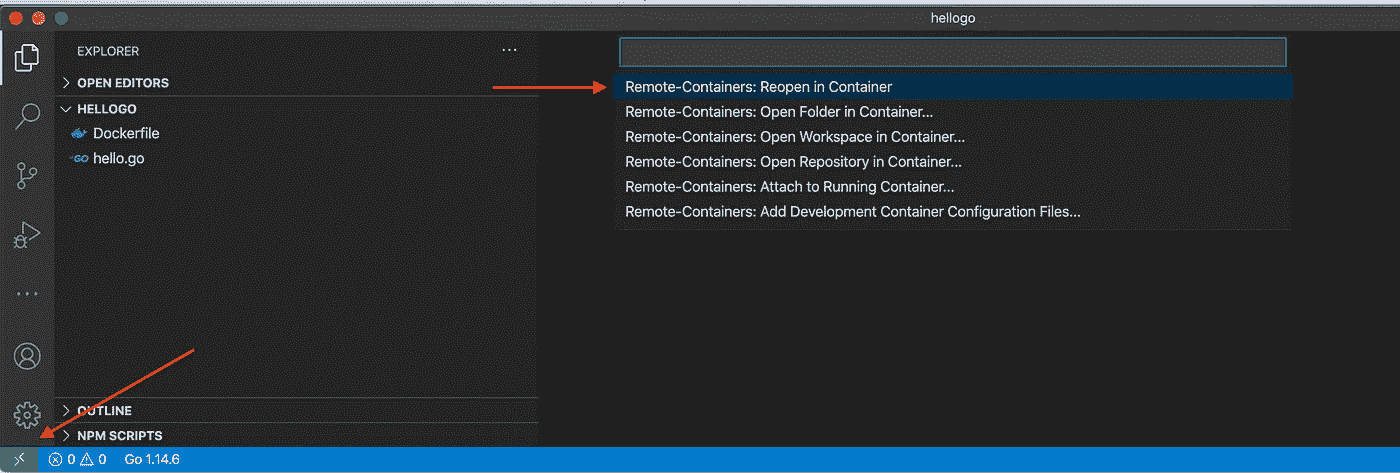 hellogo
EXPLORER
OPEN EDITORS
HELLOGO
Dockerfile
GO hello.go
OUTLINE
NPM SCRIPTS
Remote-Containers: Reopen in Container
Remote-Containers: Open Folder in Container...
Remote-Containers: Open Workspace in Container...
Remote-Containers: Open Repository in Container...
Remote-Containers: Attach to Running Container...
Remote-Containers: Add Development Container Configuration Files...
0 0 Go 1.14.6